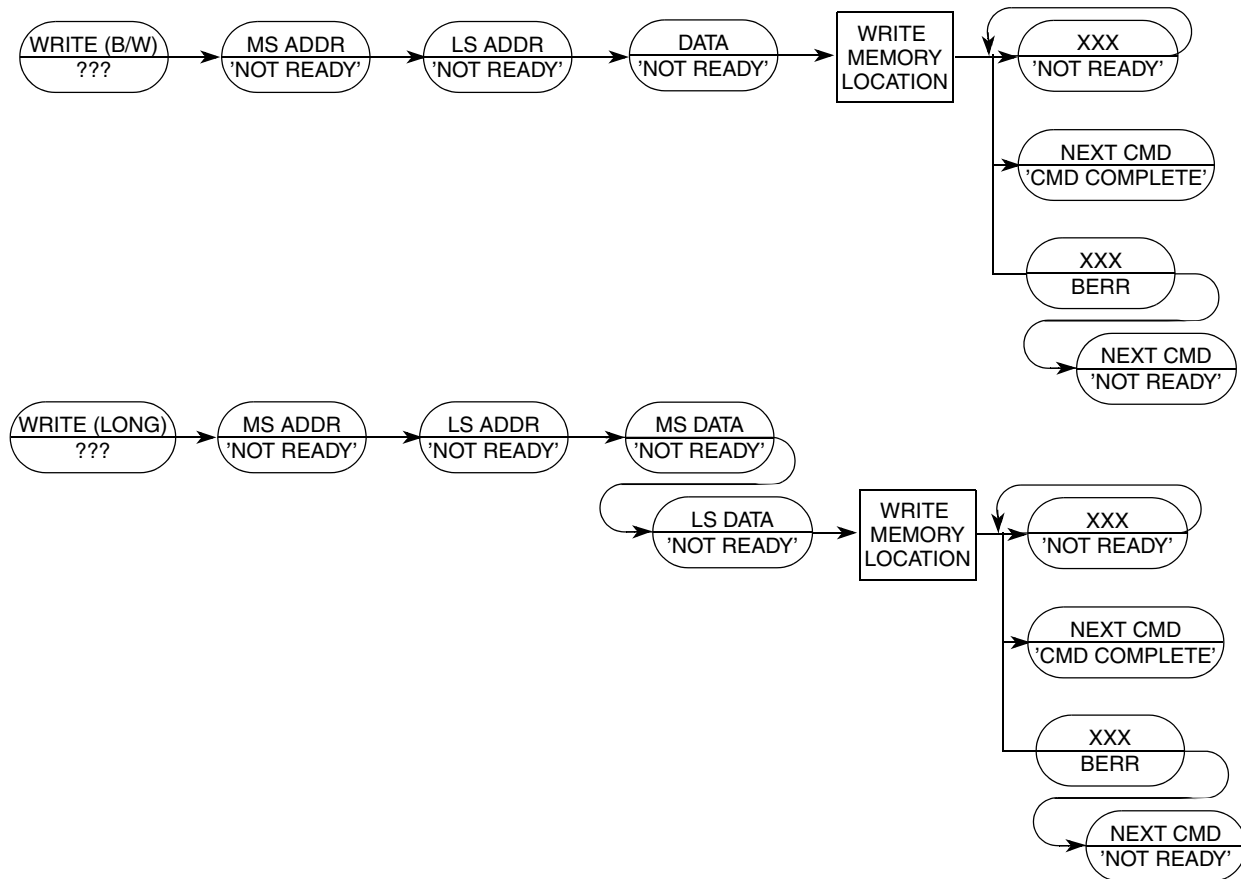 WRITE (B/W)
???
MS ADDR
'NOT READY'
LS ADDR
'NOT READY'
DATA
'NOT READY'
WRITE
MEMORY
LOCATION
XXX
'NOT READY'
NEXT CMD
'CMD COMPLETE'
XXX
BERR
NEXT CMD
'NOT READY'
WRITE (LONG)
???
MS ADDR
'NOT READY'
LS ADDR
'NOT READY'
MS DATA
'NOT READY'
LS DATA
'NOT READY'
WRITE
MEMORY
LOCATION
XXX
'NOT READY'
NEXT CMD
'CMD COMPLETE'
XXX
BERR
NEXT CMD
'NOT READY'